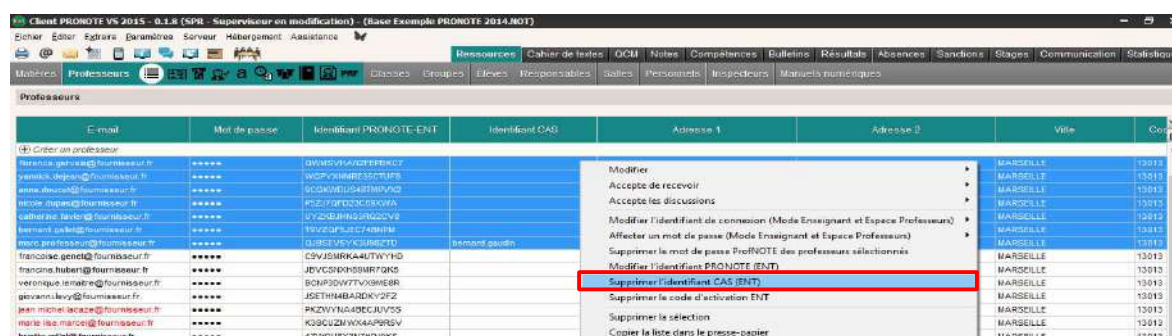 Client PRONOTE VS 2015 - 0.1.8 (SPR - Superviseur en modification) - (Base Exemple PRONOTE 2014.NOT)
Fichier Editer Extraire Paramètres Serveur Hébergement Assistance
Ressources Cahier de textes QCM Notes Compétences Bulletins Résultats Absences Sanctions Stages Communication Statistiqu
Matières Professeurs Classes Groupes Elèves Responsables Salles Personnels Inspecteurs Manuels numériques
Professeurs
E-mail Mot de passe Identifiant PRONOTE-ENT Identifiant CAS Adresse 1 Adresse 2 Ville
Créer un professeur
***** MARSEILLE 13013
yannick.dejean@fournisseur.fr ***** MARSEILLE 13013
anne.doucet@fournisseur.fr ***** MARSEILLE 13013
nicole.dupas@fournisseur.fr ***** MARSEILLE 13013
catherine.favier@fournisseur.fr ***** MARSEILLE 13013
bernard.gallet@fournisseur.fr ***** MARSEILLE 13013
marc.professeur@fournisseur.fr ***** bernard.gaudin MARSEILLE 13013
francoise.genet@fournisseur.fr ***** C9VJSMRKA4UTWYHD MARSEILLE 13013
francine.hubert@fournisseur.fr ***** MARSEILLE 13013
veronique.lemaitre@fournisseur.fr ***** MARSEILLE 13013
giovanni.levy@fournisseur.fr ***** JSETHN4BARDKV2FZ MARSEILLE 13013
jean.michel.lacaze@fournisseur.fr ***** MARSEILLE 13013
marie.lise.marcel@fournisseur.fr ***** MARSEILLE 13013
Modifier
Accepte de recevoir
Accepte les discussions
Modifier l'identifiant de connexion (Mode Enseignant et Espace Professeurs)
Affecter un mot de passe (Mode Enseignant et Espace Professeurs)
Supprimer le mot de passe ProfNOTE des professeurs sélectionnés
Modifier l'identifiant PRONOTE (ENT)
Supprimer l'identifiant CAS (ENT)
Supprimer le code d'activation ENT
Supprimer la sélection
Copier la liste dans le presse-papier